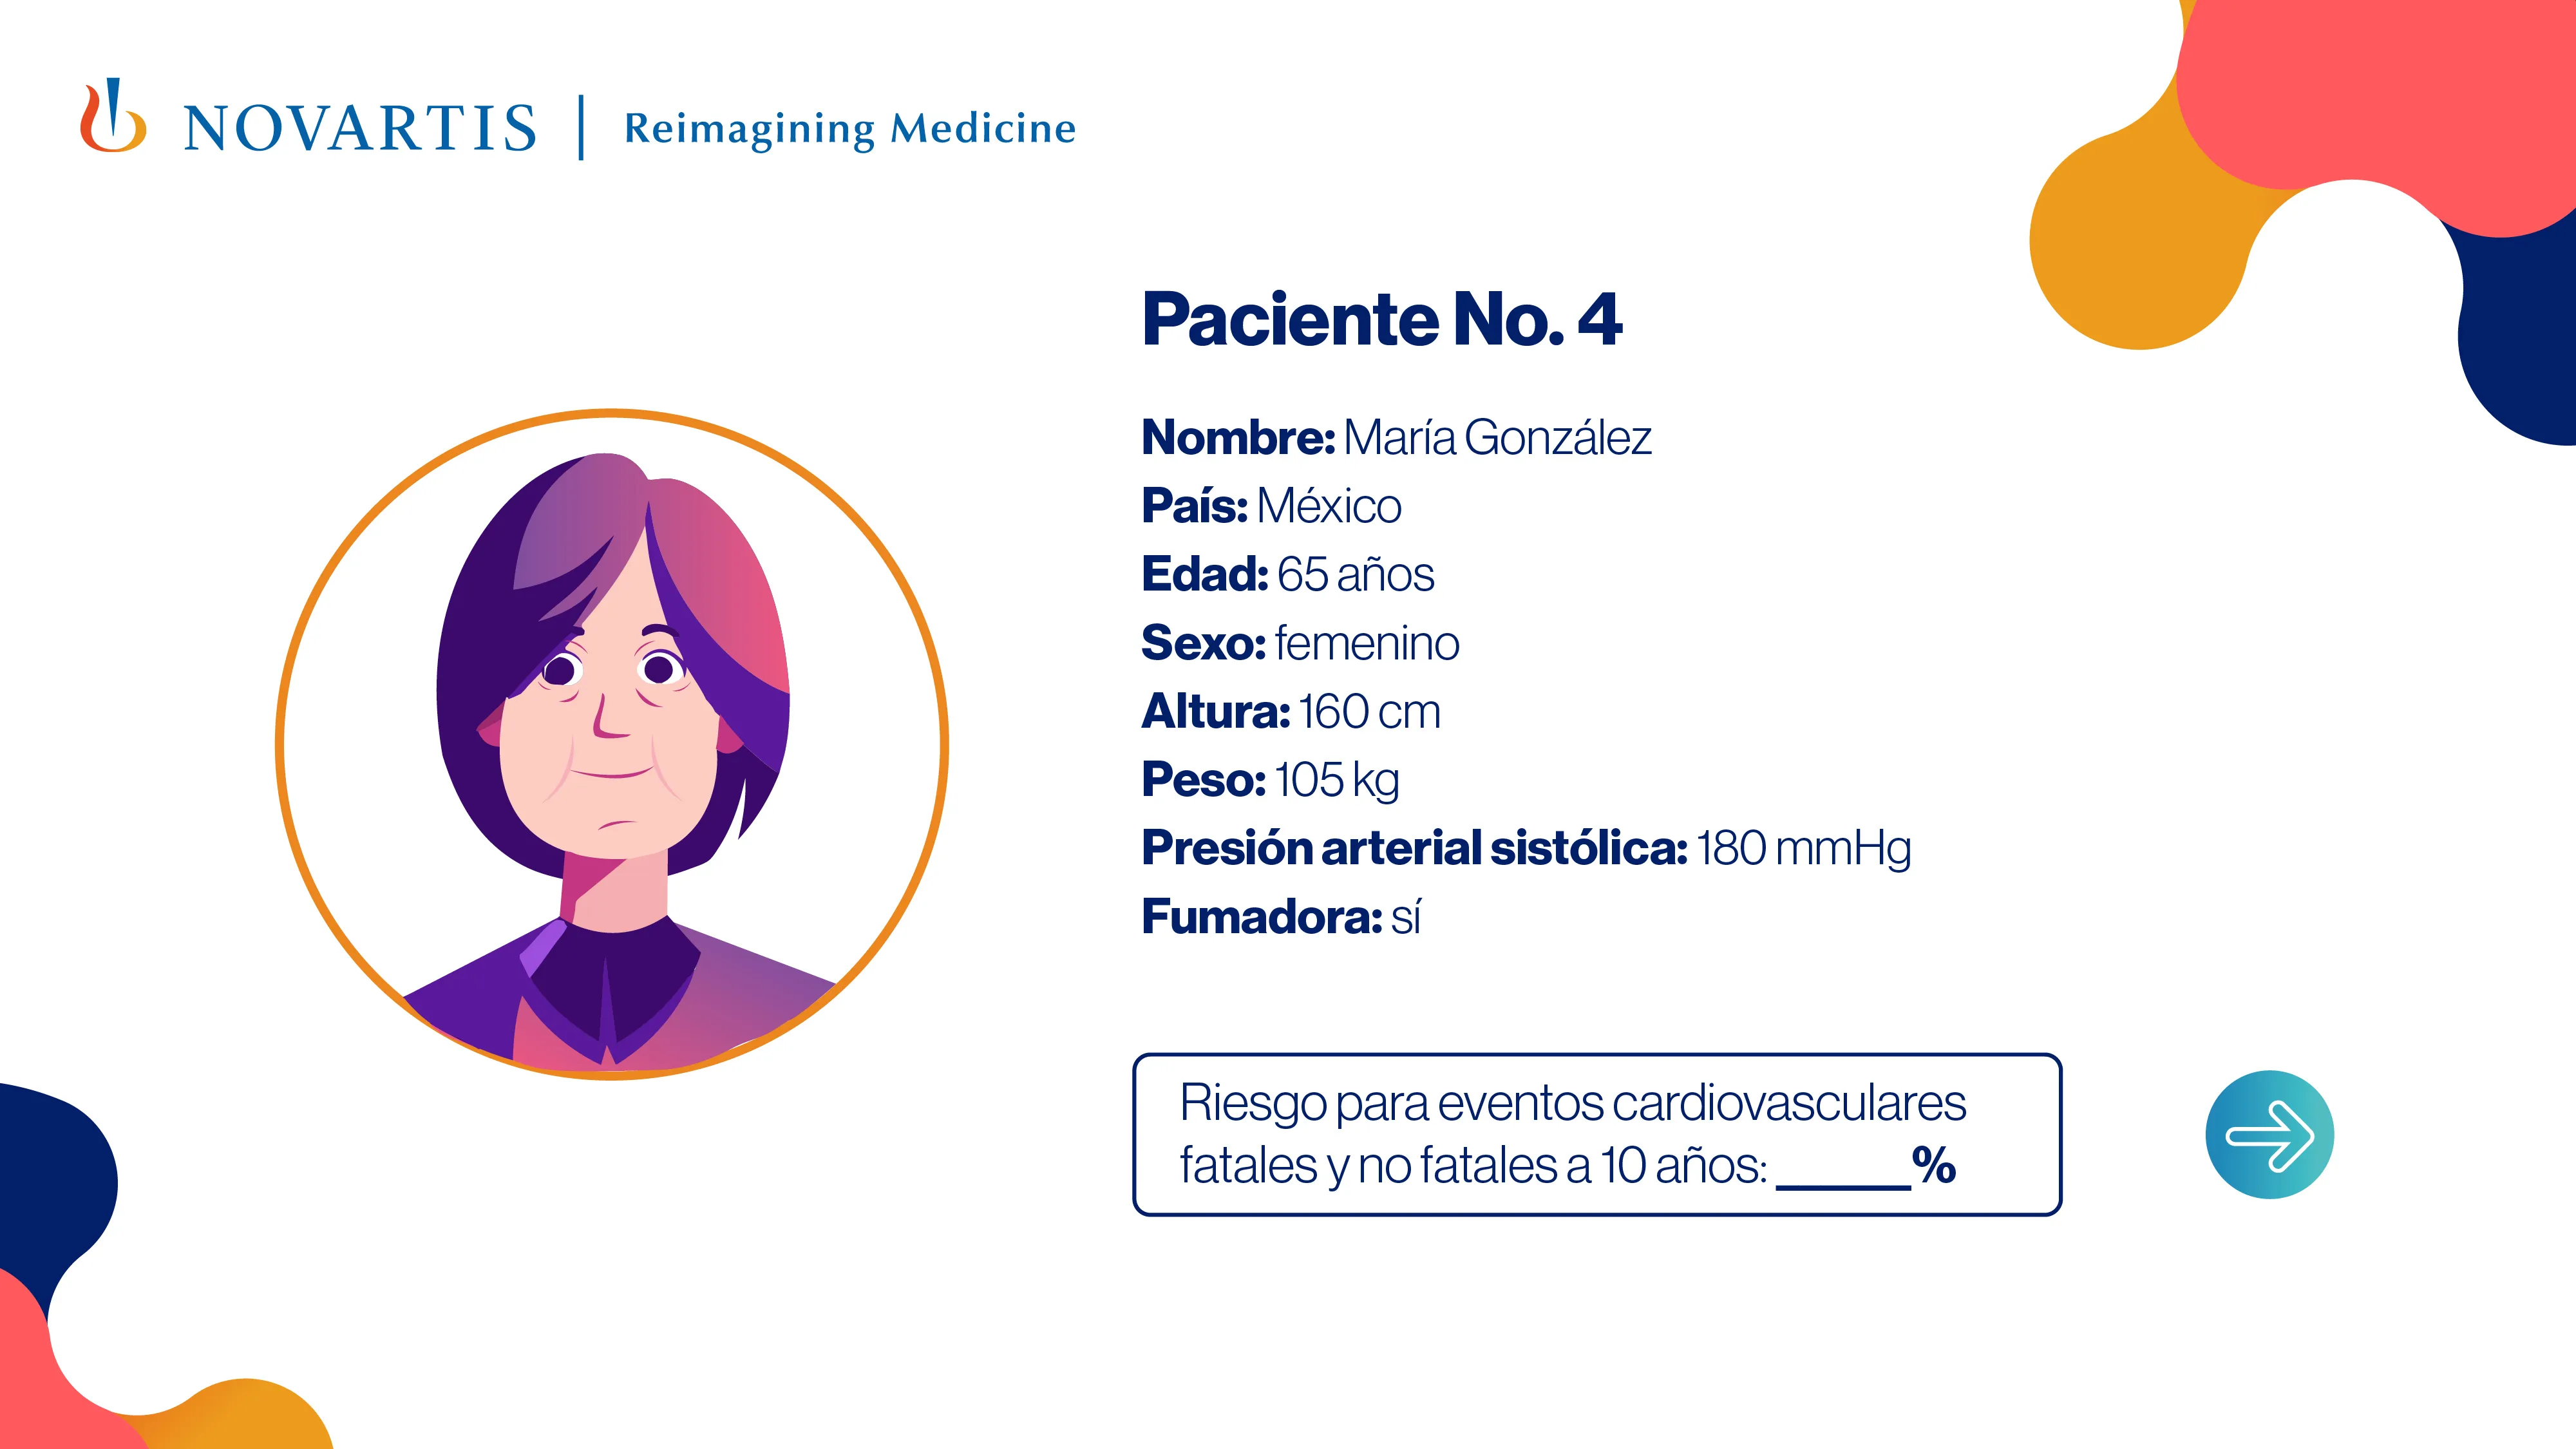 NOVARTIS | Reimagining Medicine
Paciente No. 4
Nombre: María González
País: México
Edad: 65 años
Sexo: femenino
Altura: 160 cm
Peso: 105 kg
Presión arterial sistólica: 180 mmHg
Fumadora: sí
Riesgo para eventos cardiovasculares
fatales y no fatales a 10 años: ______%